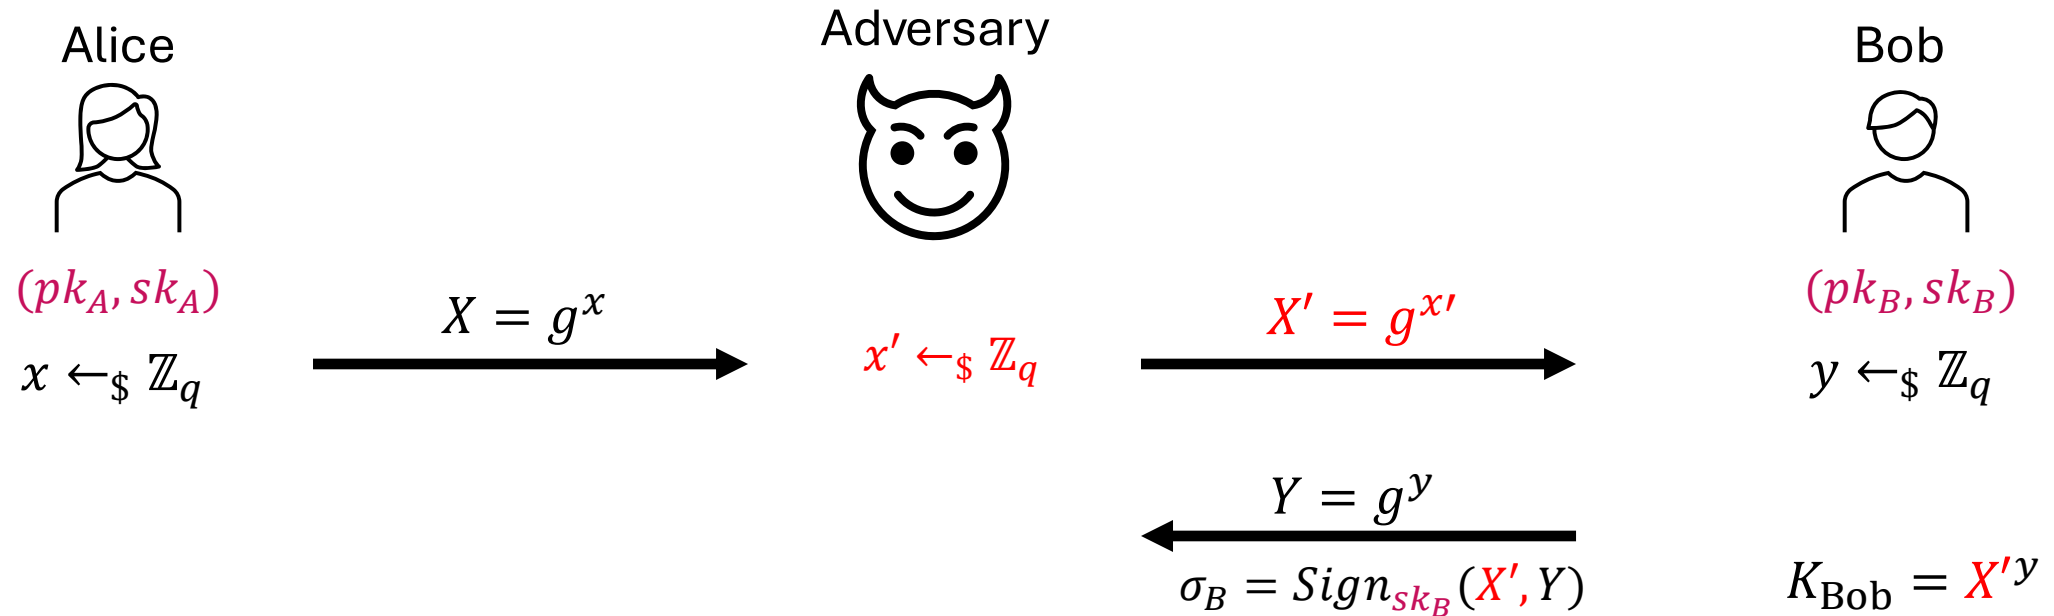 Alice
Adversary
Bob
(pk_A, sk_A)
X = g^x
X′ = g^{x′}
(pk_B, sk_B)
x ←_$ ℤ_q
x′ ←_$ ℤ_q
y ←_$ ℤ_q
Y = g^y
σ_B = Sign_{sk_B}(X′, Y)
K_Bob = X′^y